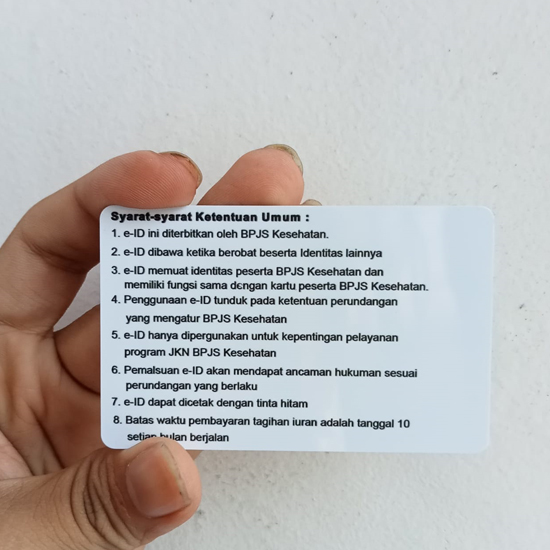 Syarat-syarat Ketentuan Umum :
1. e-ID ini diterbitkan oleh BPJS Kesehatan.
2. e-ID dibawa ketika berobat beserta Identitas lainnya
3. e-ID memuat identitas peserta BPJS Kesehatan dan
memiliki fungsi sama dengan kartu peserta BPJS Kesehatan.
4. Penggunaan e-ID tunduk pada ketentuan perundangan
yang mengatur BPJS Kesehatan
5. e-ID hanya dipergunakan untuk kepentingan pelayanan
program JKN BPJS Kesehatan
6. Pemalsuan e-ID akan mendapat ancaman hukuman sesuai
perundangan yang berlaku
7. e-ID dapat dicetak dengan tinta hitam
8. Batas waktu pembayaran tagihan iuran adalah tanggal 10
setiap bulan berjalan